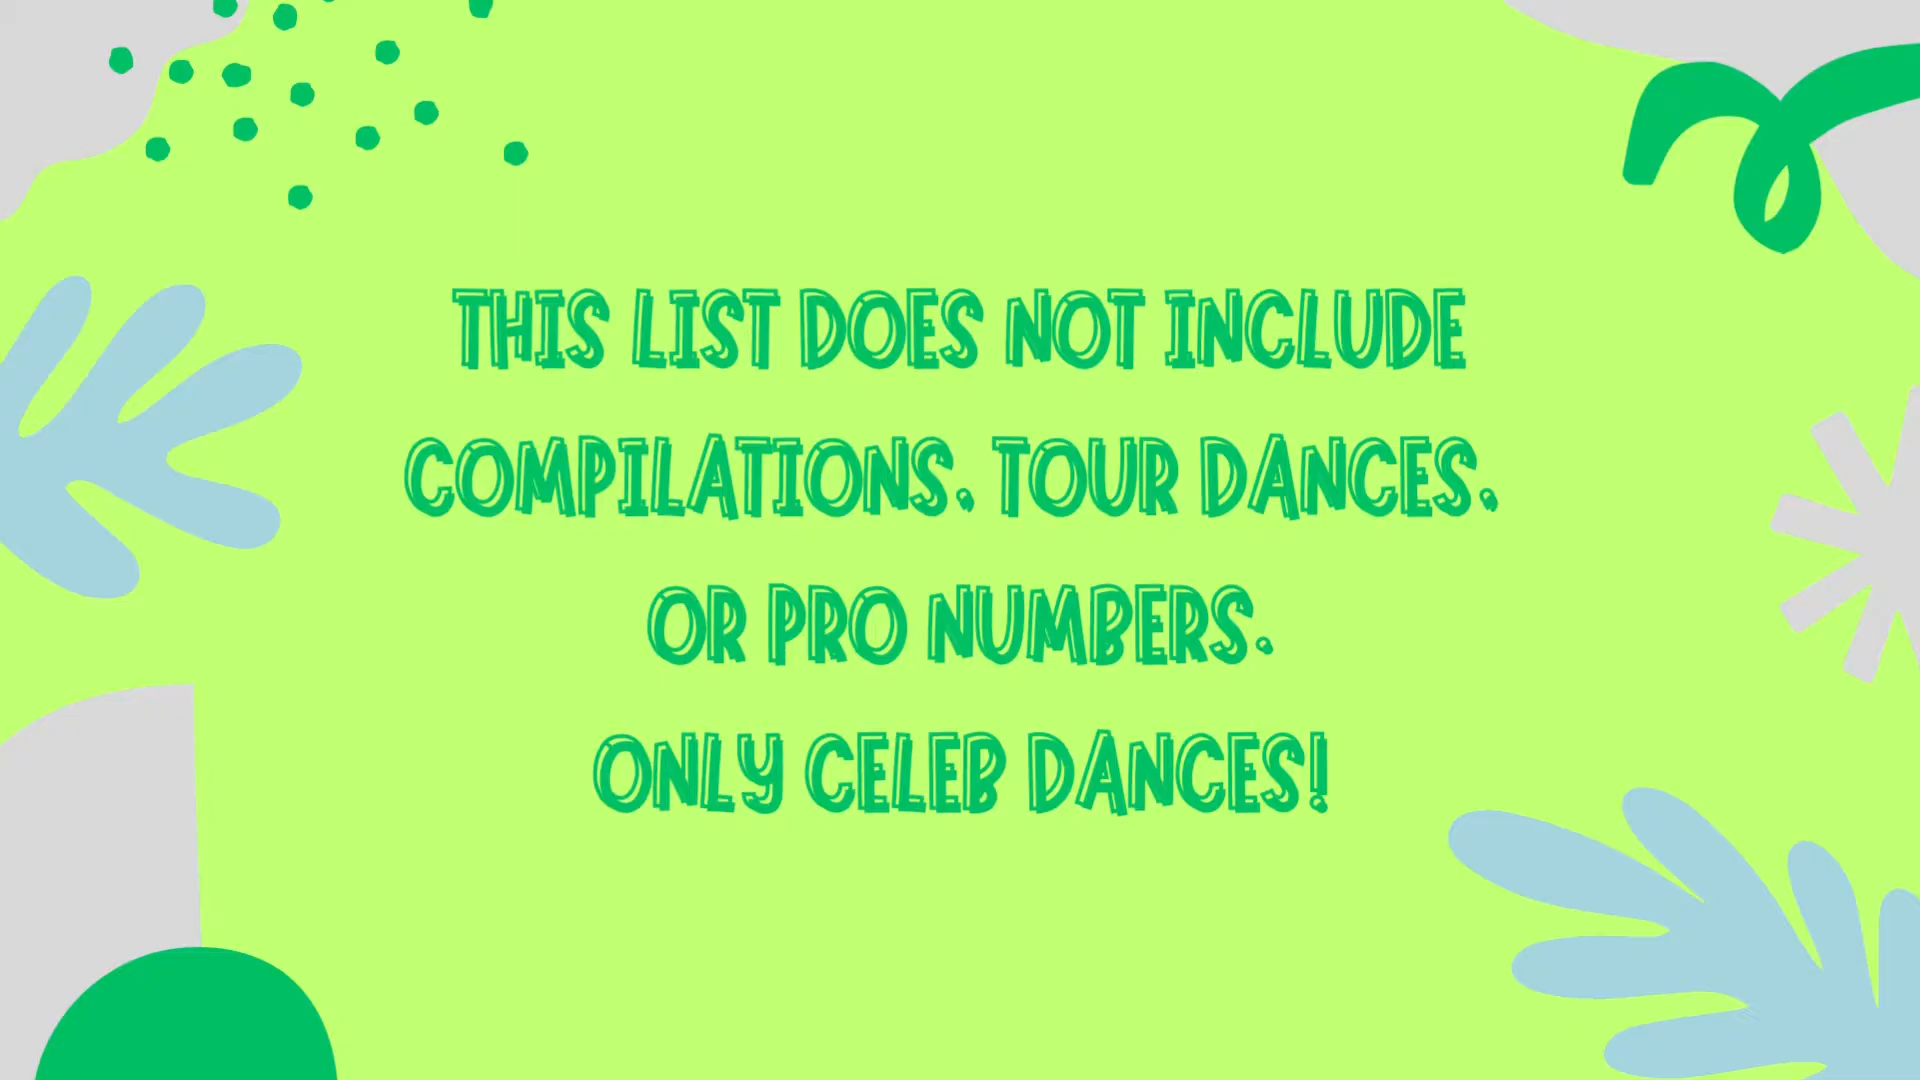 THIS LIST DOES NOT INCLUDE
COMPILATIONS, TOUR DANCES,
OR PRO NUMBERS.
ONLY CELEB DANCES!